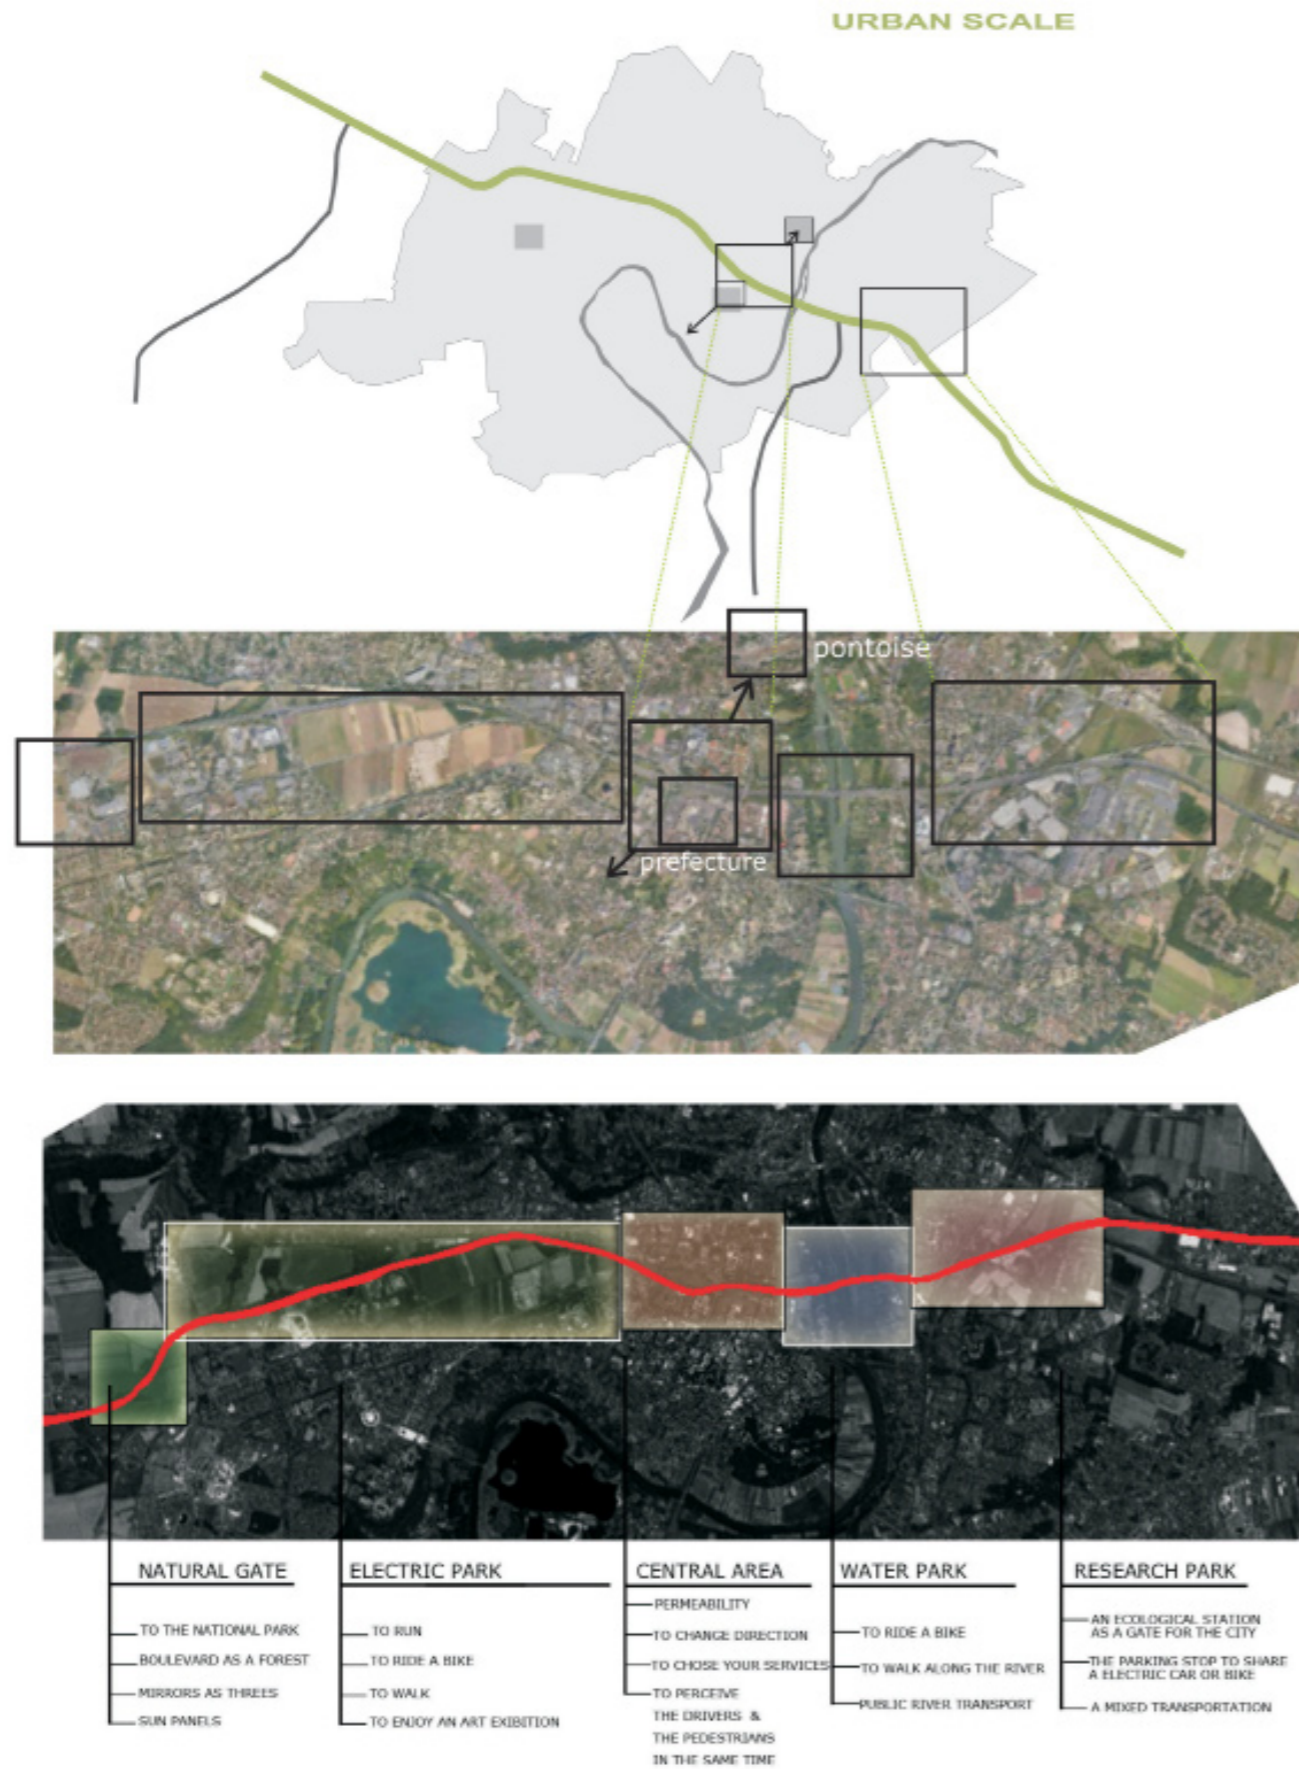 URBAN SCALE
pontoise
prefecture
NATURAL GATE
TO THE NATIONAL PARK
BOULEVARD AS A FOREST
MIRRORS AS THREES
SUN PANELS
ELECTRIC PARK
TO RUN
TO RIDE A BIKE
TO WALK
TO ENJOY AN ART EXIBITION
CENTRAL AREA
PERMEABILITY
TO CHANGE DIRECTION
TO CHOSE YOUR SERVICES
TO PERCEIVE
THE DRIVERS &
THE PEDESTRIANS
IN THE SAME TIME
WATER PARK
TO RIDE A BIKE
TO WALK ALONG THE RIVER
PUBLIC RIVER TRANSPORT
RESEARCH PARK
AN ECOLOGICAL STATION
AS A GATE FOR THE CITY
THE PARKING STOP TO SHARE
A ELECTRIC CAR OR BIKE
A MIXED TRANSPORTATION